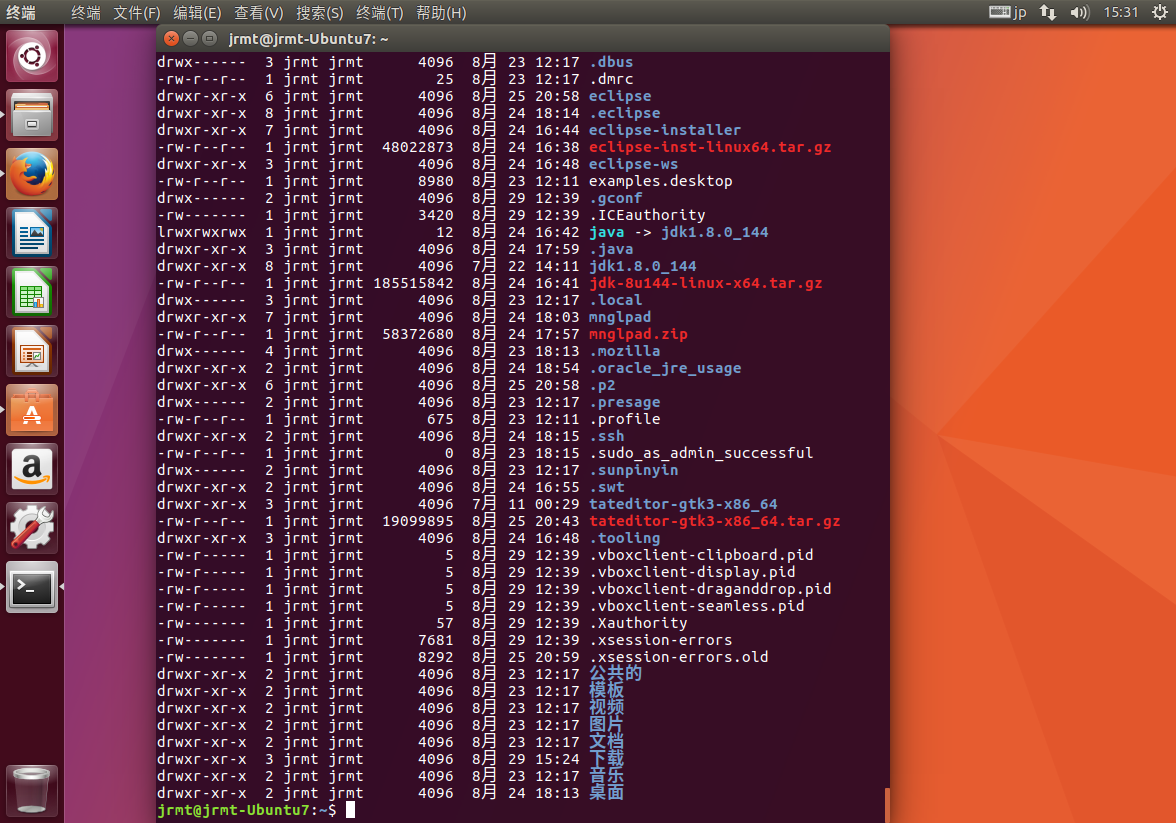 终端 终端 文件(F) 编辑(E) 查看(V) 搜索(S) 终端(T) 帮助(H) jp 15:31
jrmt@jrmt-Ubuntu7: ~
drwx------ 3 jrmt jrmt 4096 8月 23 12:17 .dbus
-rw-r--r-- 1 jrmt jrmt 25 8月 23 12:17 .dmrc
drwxr-xr-x 6 jrmt jrmt 4096 8月 25 20:58 eclipse
drwxr-xr-x 8 jrmt jrmt 4096 8月 24 18:14 .eclipse
drwxr-xr-x 7 jrmt jrmt 4096 8月 24 16:44 eclipse-installer
-rw-r--r-- 1 jrmt jrmt 48022873 8月 24 16:38 eclipse-inst-linux64.tar.gz
drwxr-xr-x 3 jrmt jrmt 4096 8月 24 16:48 eclipse-ws
-rw-r--r-- 1 jrmt jrmt 8980 8月 23 12:11 examples.desktop
drwx------ 2 jrmt jrmt 4096 8月 29 12:39 .gconf
-rw------- 1 jrmt jrmt 3420 8月 29 12:39 .ICEauthority
lrwxrwxrwx 1 jrmt jrmt 12 8月 24 16:42 java -> jdk1.8.0_144
drwxr-xr-x 3 jrmt jrmt 4096 8月 24 17:59 .java
drwxr-xr-x 8 jrmt jrmt 4096 7月 22 14:11 jdk1.8.0_144
-rw-r--r-- 1 jrmt jrmt 185515842 8月 24 16:41 jdk-8u144-linux-x64.tar.gz
drwx------ 3 jrmt jrmt 4096 8月 23 12:17 .local
drwxr-xr-x 7 jrmt jrmt 4096 8月 24 18:03 mnglpad
-rw-r--r-- 1 jrmt jrmt 58372680 8月 24 17:57 mnglpad.zip
drwx------ 4 jrmt jrmt 4096 8月 23 18:13 .mozilla
drwxr-xr-x 2 jrmt jrmt 4096 8月 24 18:54 .oracle_jre_usage
drwxr-xr-x 6 jrmt jrmt 4096 8月 25 20:58 .p2
drwx------ 2 jrmt jrmt 4096 8月 23 12:17 .presage
-rw-r--r-- 1 jrmt jrmt 675 8月 23 12:11 .profile
drwxr-xr-x 2 jrmt jrmt 4096 8月 24 18:15 .ssh
-rw-r--r-- 1 jrmt jrmt 0 8月 23 18:15 .sudo_as_admin_successful
drwx------ 2 jrmt jrmt 4096 8月 23 12:17 .sunpinyin
drwxr-xr-x 2 jrmt jrmt 4096 8月 24 16:55 .swt
drwxr-xr-x 3 jrmt jrmt 4096 7月 11 00:29 tateditor-gtk3-x86_64
-rw-r--r-- 1 jrmt jrmt 19099895 8月 25 20:43 tateditor-gtk3-x86_64.tar.gz
drwxr-xr-x 3 jrmt jrmt 4096 8月 24 16:48 .tooling
-rw-r----- 1 jrmt jrmt 5 8月 29 12:39 .vboxclient-clipboard.pid
-rw-r----- 1 jrmt jrmt 5 8月 29 12:39 .vboxclient-display.pid
-rw-r----- 1 jrmt jrmt 5 8月 29 12:39 .vboxclient-draganddrop.pid
-rw-r----- 1 jrmt jrmt 5 8月 29 12:39 .vboxclient-seamless.pid
-rw------- 1 jrmt jrmt 57 8月 29 12:39 .Xauthority
-rw------- 1 jrmt jrmt 7681 8月 29 12:39 .xsession-errors
-rw------- 1 jrmt jrmt 8292 8月 25 20:59 .xsession-errors.old
drwxr-xr-x 2 jrmt jrmt 4096 8月 23 12:17 公共的
drwxr-xr-x 2 jrmt jrmt 4096 8月 23 12:17 模板
drwxr-xr-x 2 jrmt jrmt 4096 8月 23 12:17 视频
drwxr-xr-x 2 jrmt jrmt 4096 8月 23 12:17 图片
drwxr-xr-x 2 jrmt jrmt 4096 8月 23 12:17 文档
drwxr-xr-x 3 jrmt jrmt 4096 8月 29 15:24 下载
drwxr-xr-x 2 jrmt jrmt 4096 8月 23 12:17 音乐
drwxr-xr-x 2 jrmt jrmt 4096 8月 24 18:13 桌面
jrmt@jrmt-Ubuntu7:~$